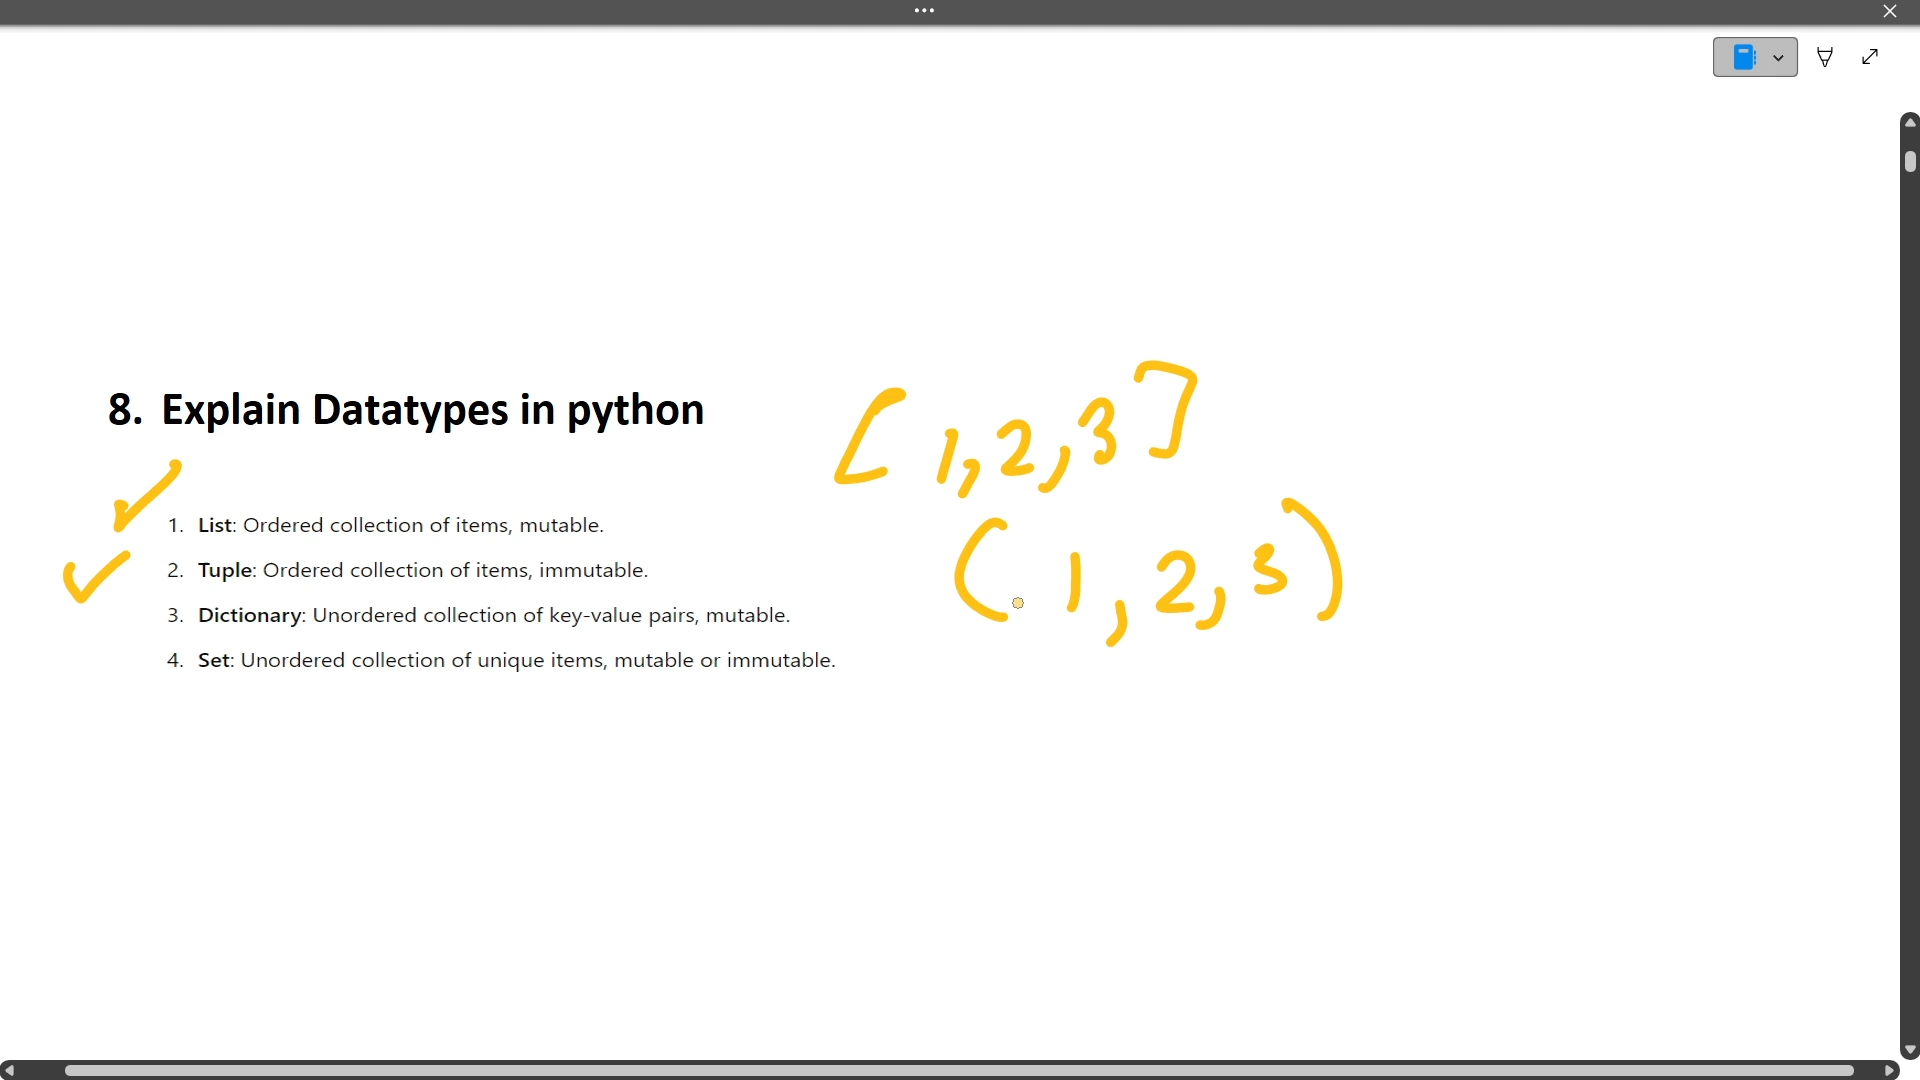 8. Explain Datatypes in python
[1,2,3]
1. List: Ordered collection of items, mutable.
(1,2,3)
2. Tuple: Ordered collection of items, immutable.
3. Dictionary: Unordered collection of key-value pairs, mutable.
4. Set: Unordered collection of unique items, mutable or immutable.